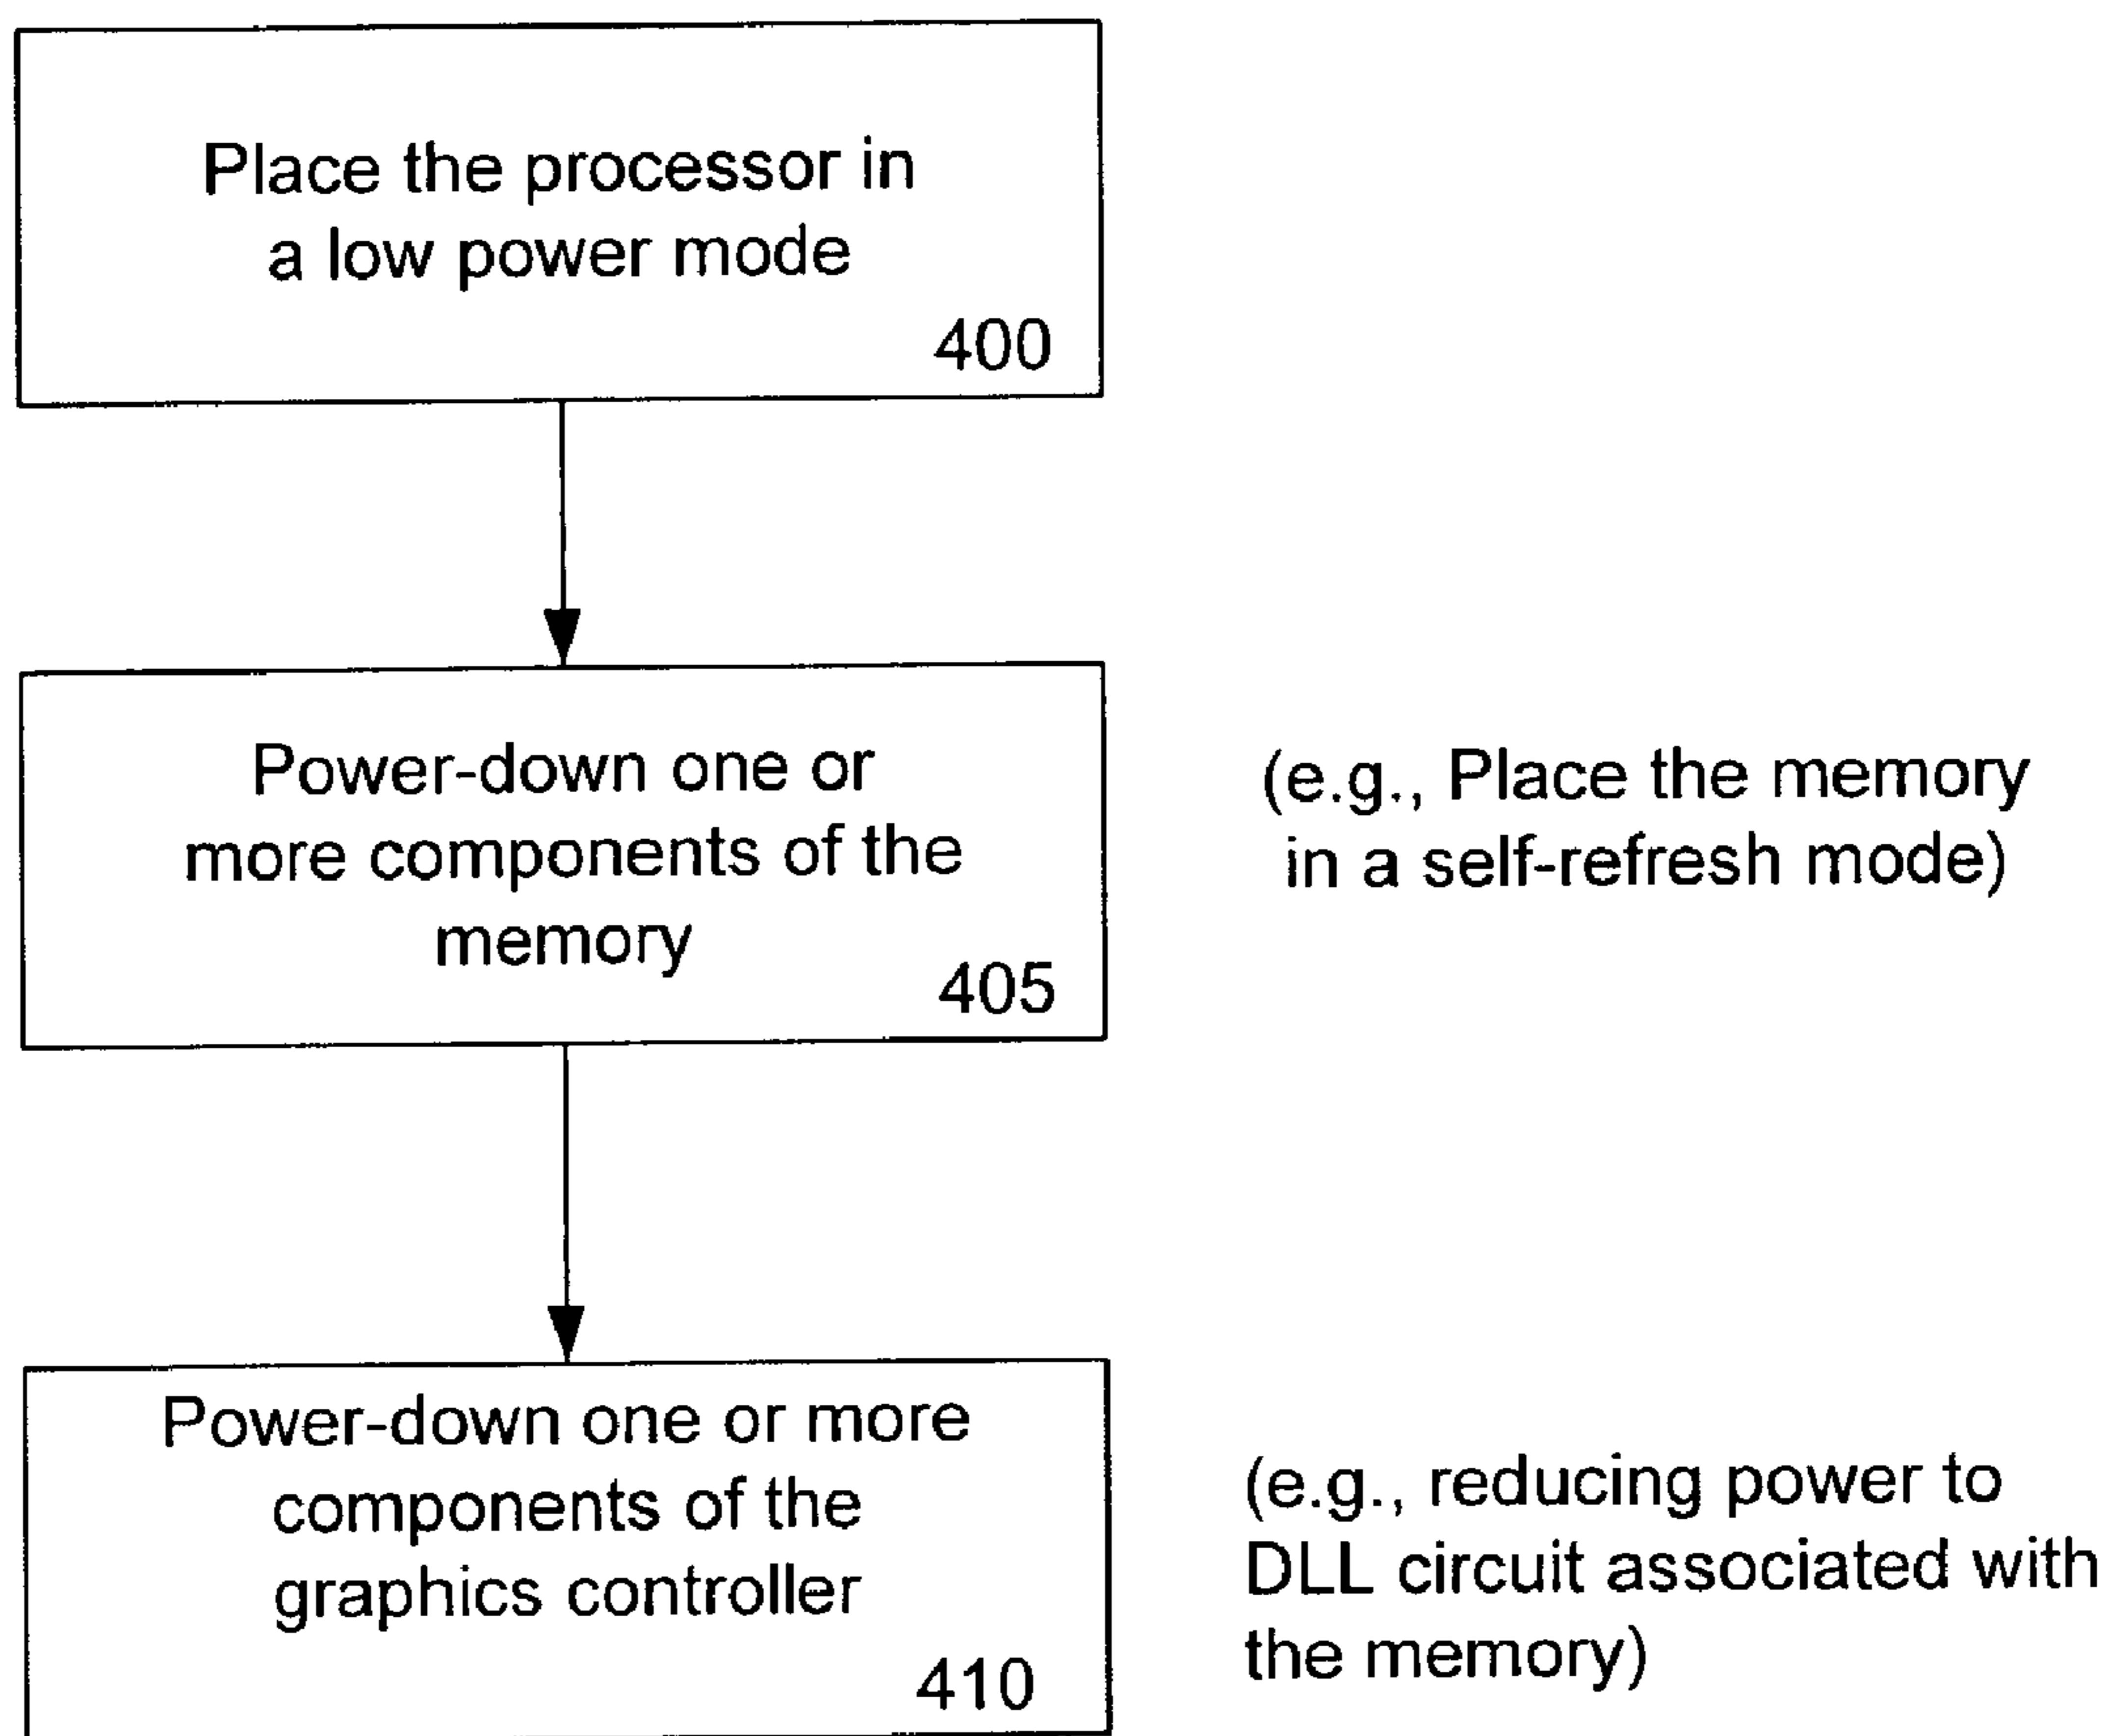 Place the processor in
a low power mode
400
Power-down one or
more components of the
memory
405
(e.g., Place the memory
in a self-refresh mode)
Power-down one or more
components of the
graphics controller
410
(e.g., reducing power to
DLL circuit associated with
the memory)